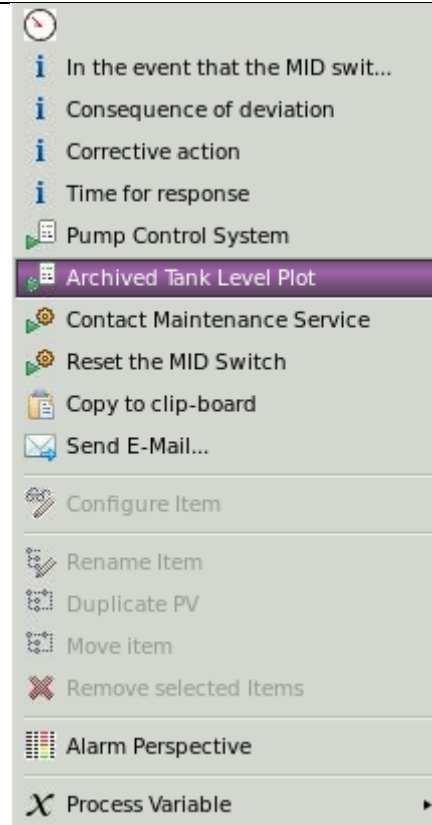 In the event that the MID swit...
Consequence of deviation
Corrective action
Time for response
Pump Control System
Archived Tank Level Plot
Contact Maintenance Service
Reset the MID Switch
Copy to clip-board
Send E-Mail...
Configure Item
Rename Item
Duplicate PV
Move item
Remove selected Items
Alarm Perspective
Process Variable